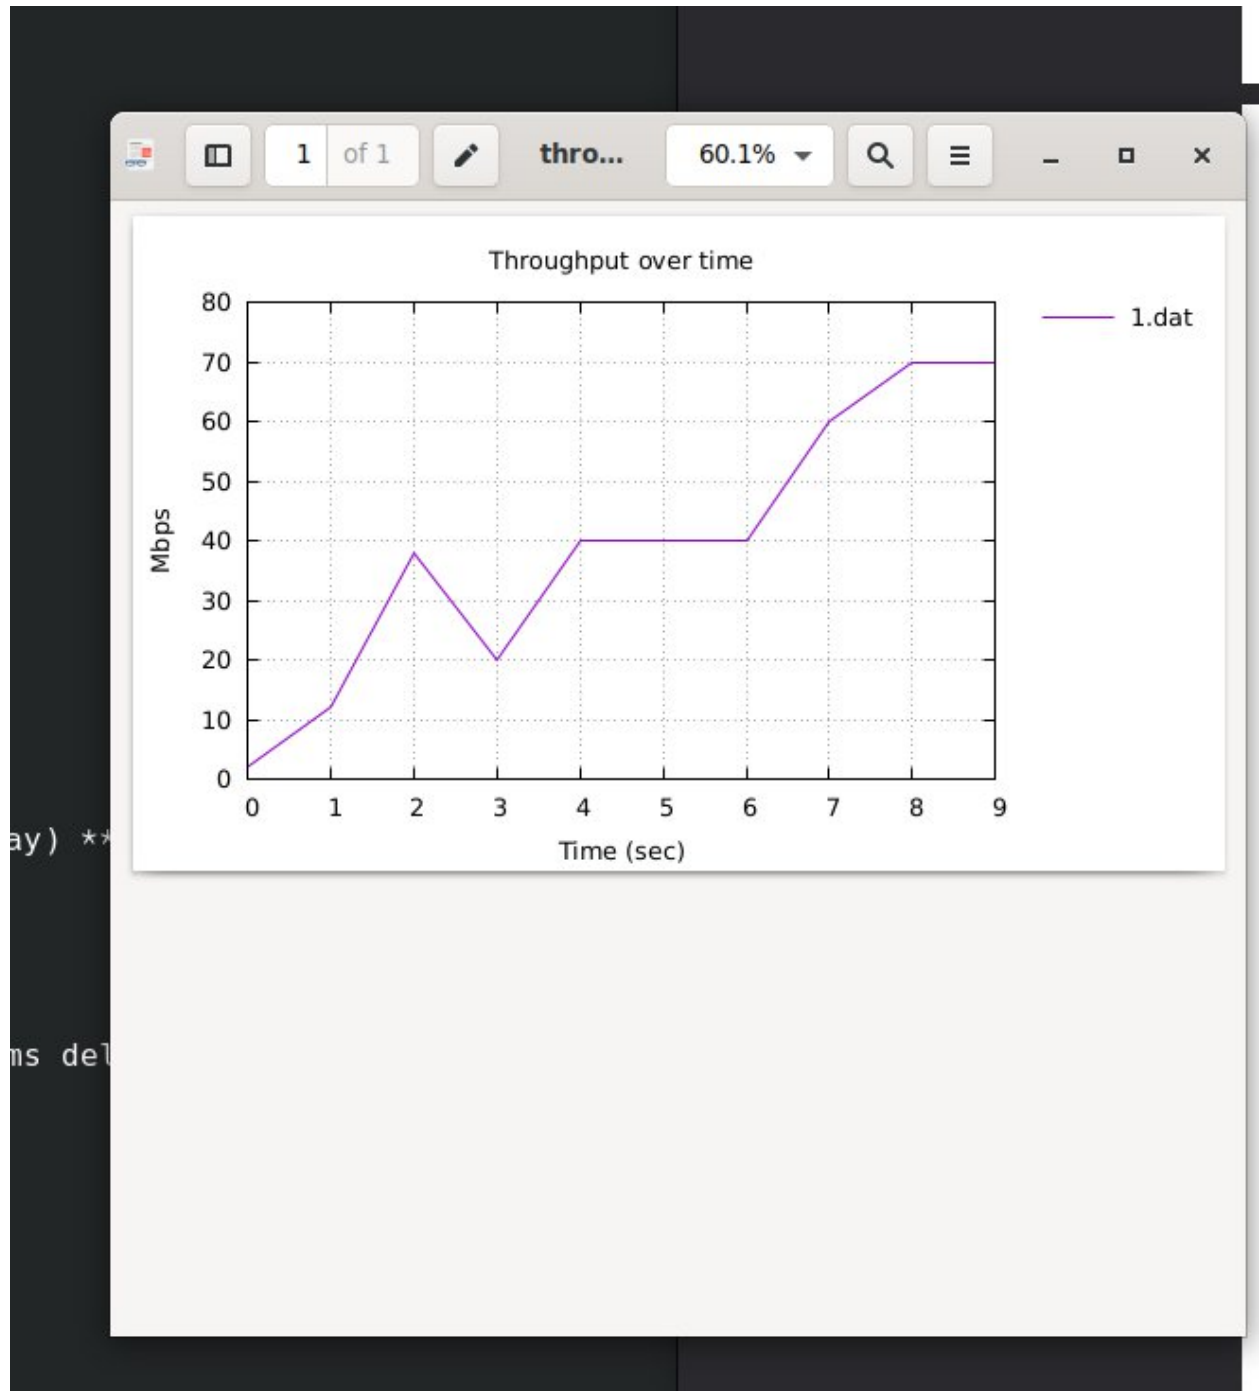 1 of 1 thro... 60.1%
Throughput over time
80
70
60
50
40
30
20
10
0
Mbps
0 1 2 3 4 5 6 7 8 9
Time (sec)
1.dat
ay) **
ms del